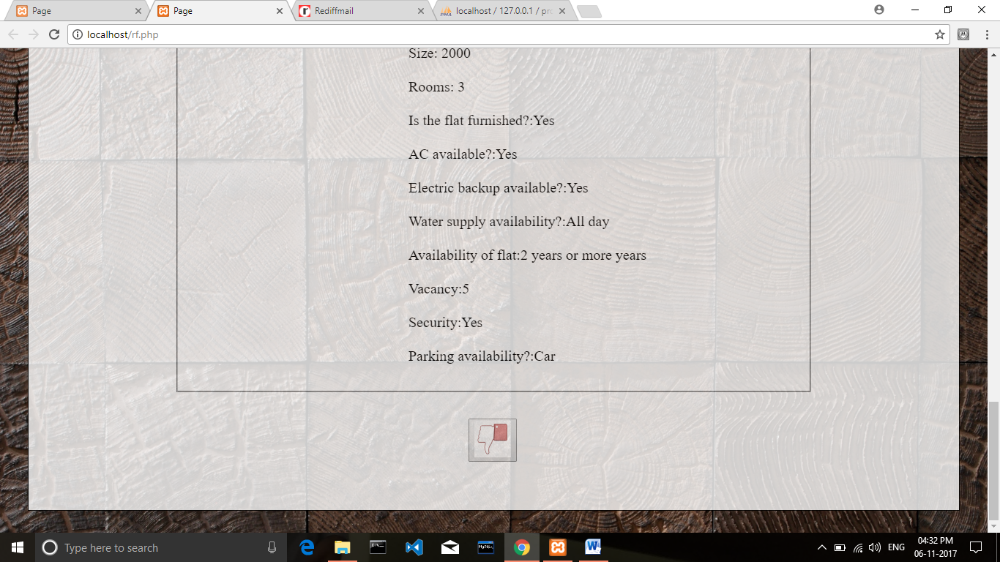 Page
Page
Rediffmail
localhost / 127.0.0.1 / pro
localhost/rf.php
Size: 2000
Rooms: 3
Is the flat furnished?:Yes
AC available?:Yes
Electric backup available?:Yes
Water supply availability?:All day
Availability of flat:2 years or more years
Vacancy:5
Security:Yes
Parking availability?:Car
Type here to search
ENG
04:32 PM
06-11-2017